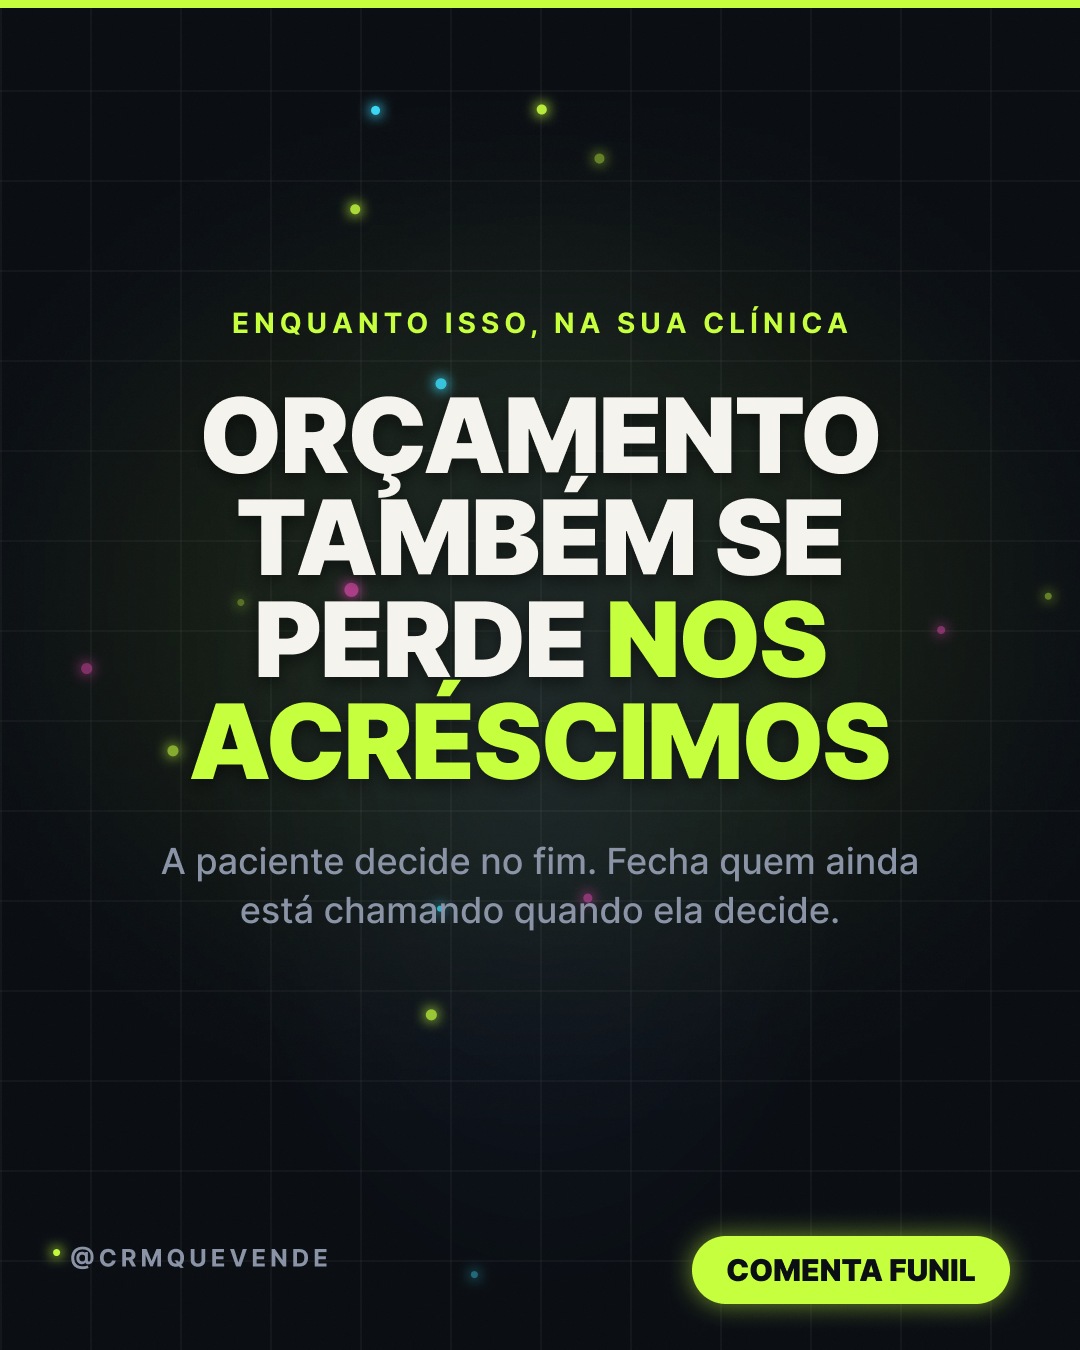 ENQUANTO ISSO, NA SUA CLÍNICA
ORÇAMENTO
TAMBÉM SE
PERDE NOS
ACRÉSCIMOS
A paciente decide no fim. Fecha quem ainda
está chamando quando ela decide.
@CRMQUEVENDE
COMENTA FUNIL